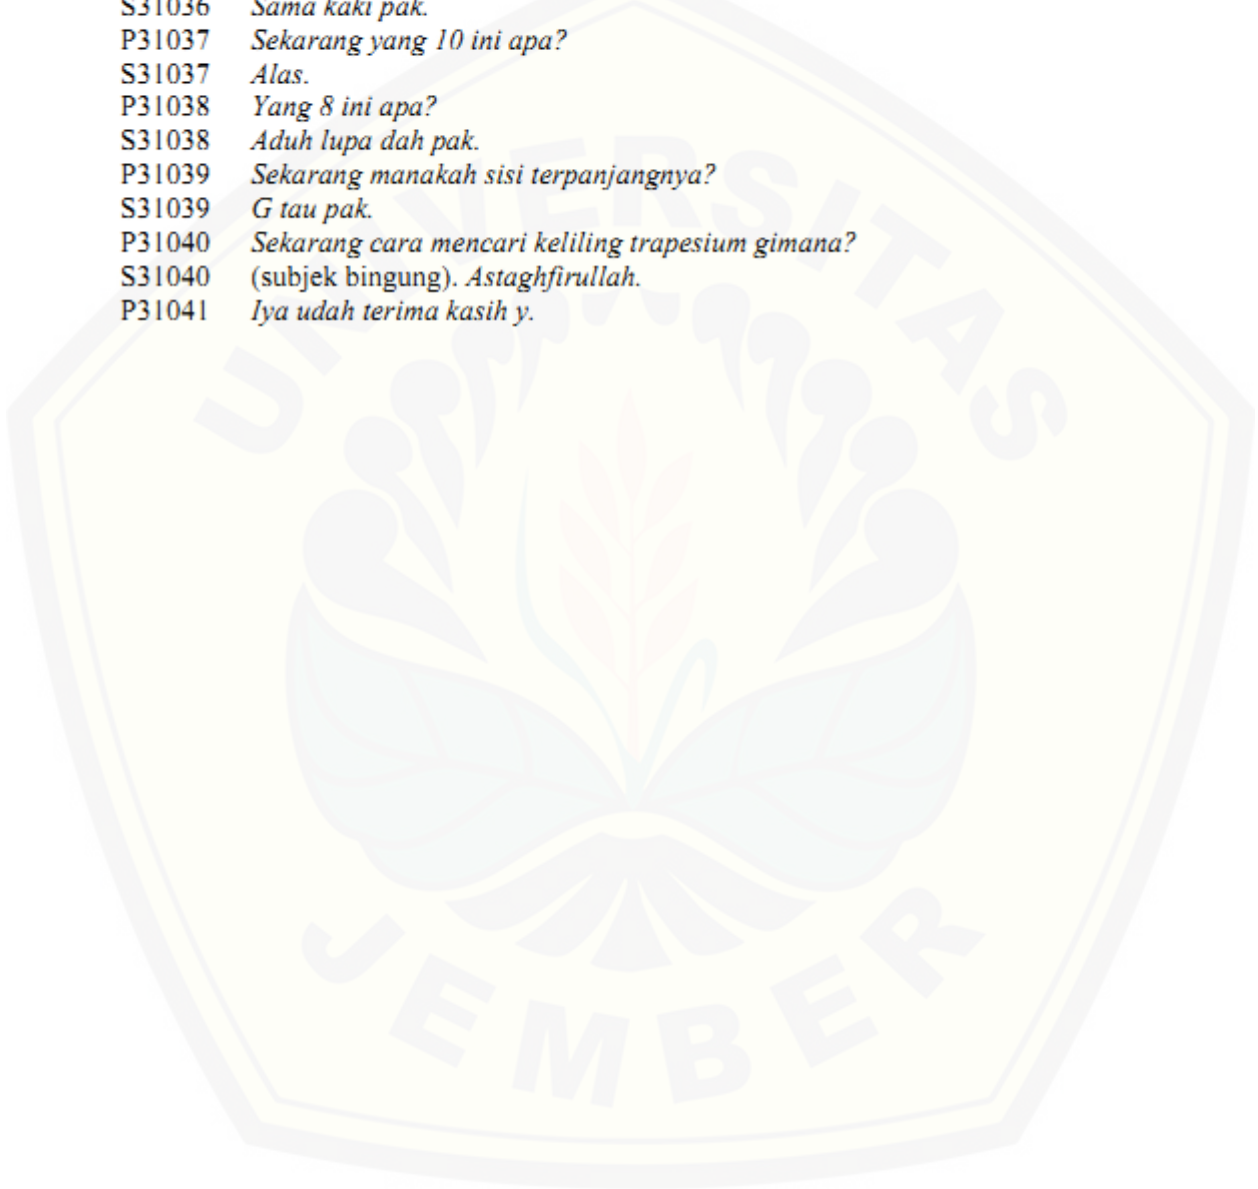 S31036 Sama kaki pak.
P31037 Sekarang yang 10 ini apa?
S31037 Alas.
P31038 Yang 8 ini apa?
S31038 Aduh lupa dah pak.
P31039 Sekarang manakah sisi terpanjangnya?
S31039 G tau pak.
P31040 Sekarang cara mencari keliling trapesium gimana?
S31040 (subjek bingung). Astaghfirullah.
P31041 Iya udah terima kasih y.
UNIVERSITAS
JEMBER